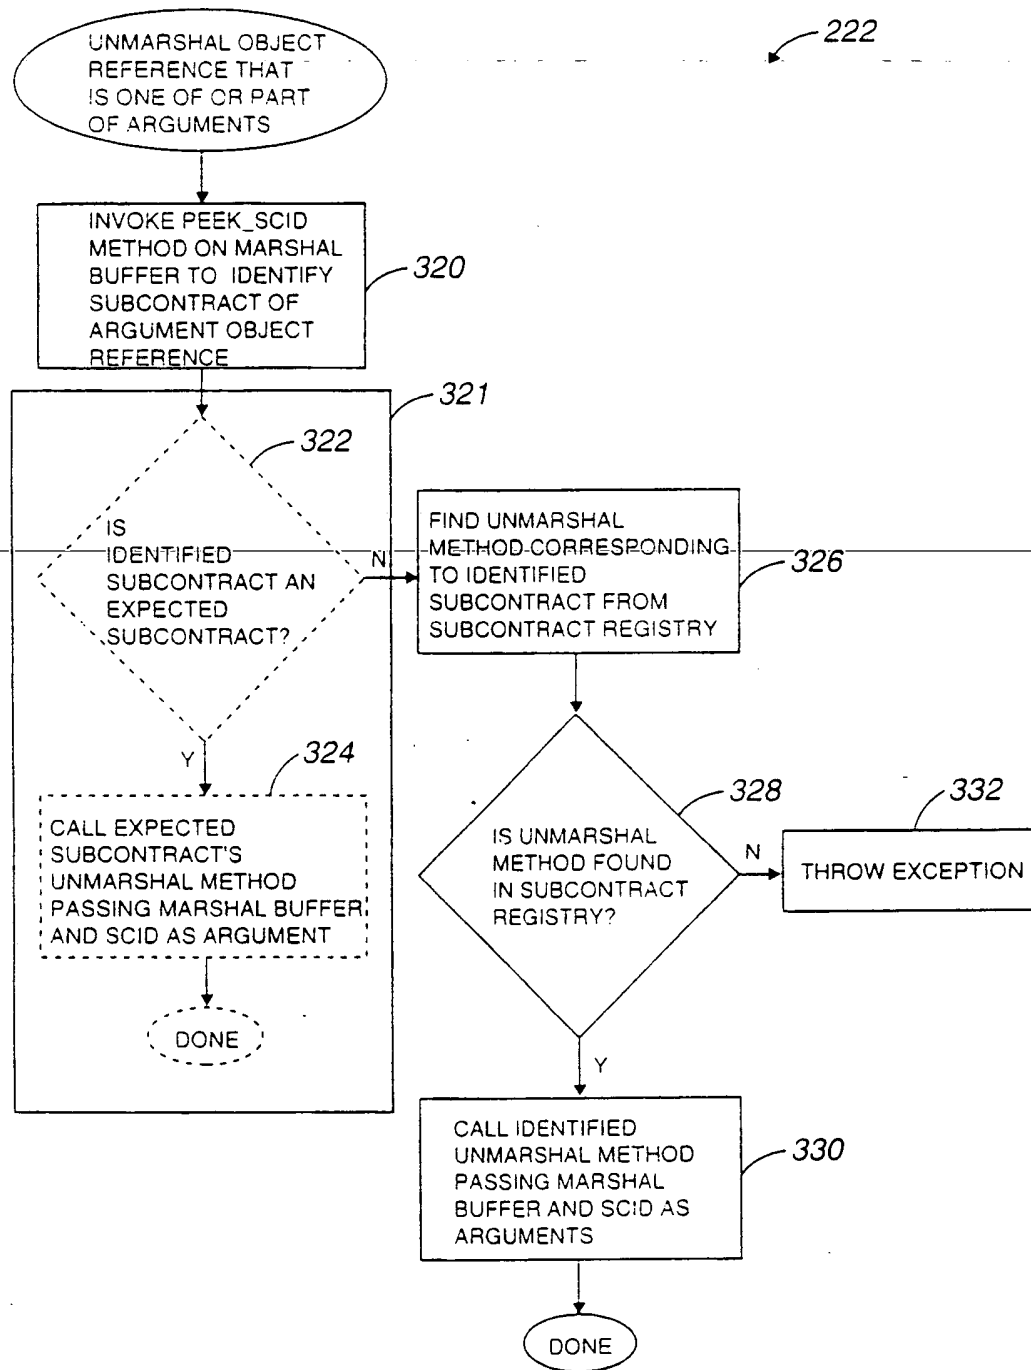 UNMARSHAL OBJECT
REFERENCE THAT
IS ONE OF OR PART
OF ARGUMENTS
222
INVOKE PEEK_SCID
METHOD ON MARSHAL
BUFFER TO IDENTIFY
SUBCONTRACT OF
ARGUMENT OBJECT
REFERENCE
320
321
322
IS
IDENTIFIED
SUBCONTRACT AN
EXPECTED
SUBCONTRACT?
N
Y
324
CALL EXPECTED
SUBCONTRACT'S
UNMARSHAL METHOD
PASSING MARSHAL BUFFER
AND SCID AS ARGUMENT
DONE
FIND UNMARSHAL
METHOD CORRESPONDING
TO IDENTIFIED
SUBCONTRACT FROM
SUBCONTRACT REGISTRY
326
328
IS UNMARSHAL
METHOD FOUND
IN SUBCONTRACT
REGISTRY?
N
332
THROW EXCEPTION
Y
CALL IDENTIFIED
UNMARSHAL METHOD
PASSING MARSHAL
BUFFER AND SCID AS
ARGUMENTS
330
DONE